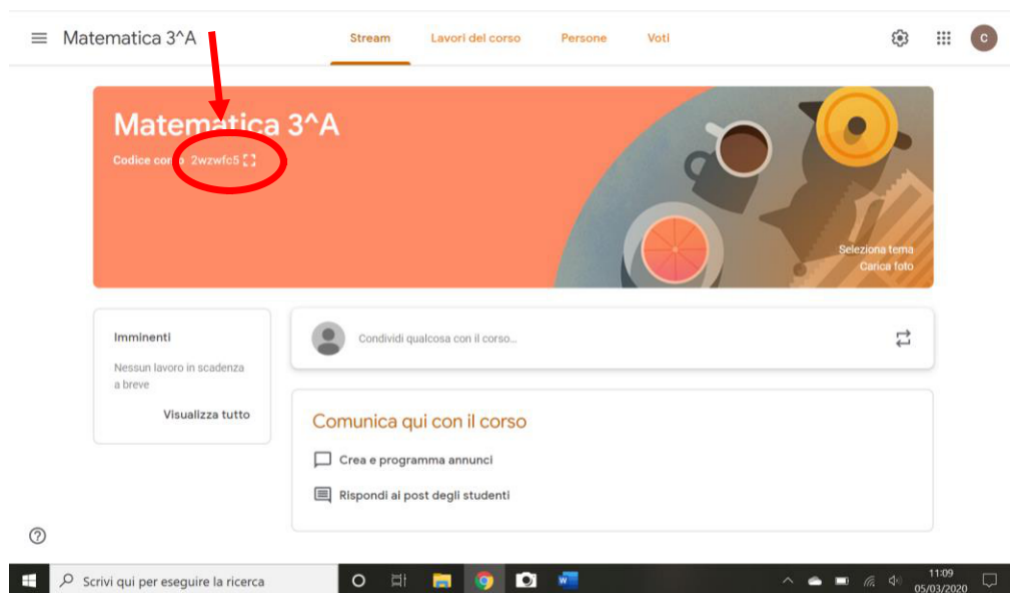 Matematica 3^A
Stream Lavori del corso Persone Voti
C
Matematica 3^A
Codice corso 2wzwfc5
Seleziona tema
Carica foto
Imminenti
Nessun lavoro in scadenza
a breve
Visualizza tutto
Condividi qualcosa con il corso...
Comunica qui con il corso
Crea e programma annunci
Rispondi ai post degli studenti
Scrivi qui per eseguire la ricerca
11:09
05/03/2020